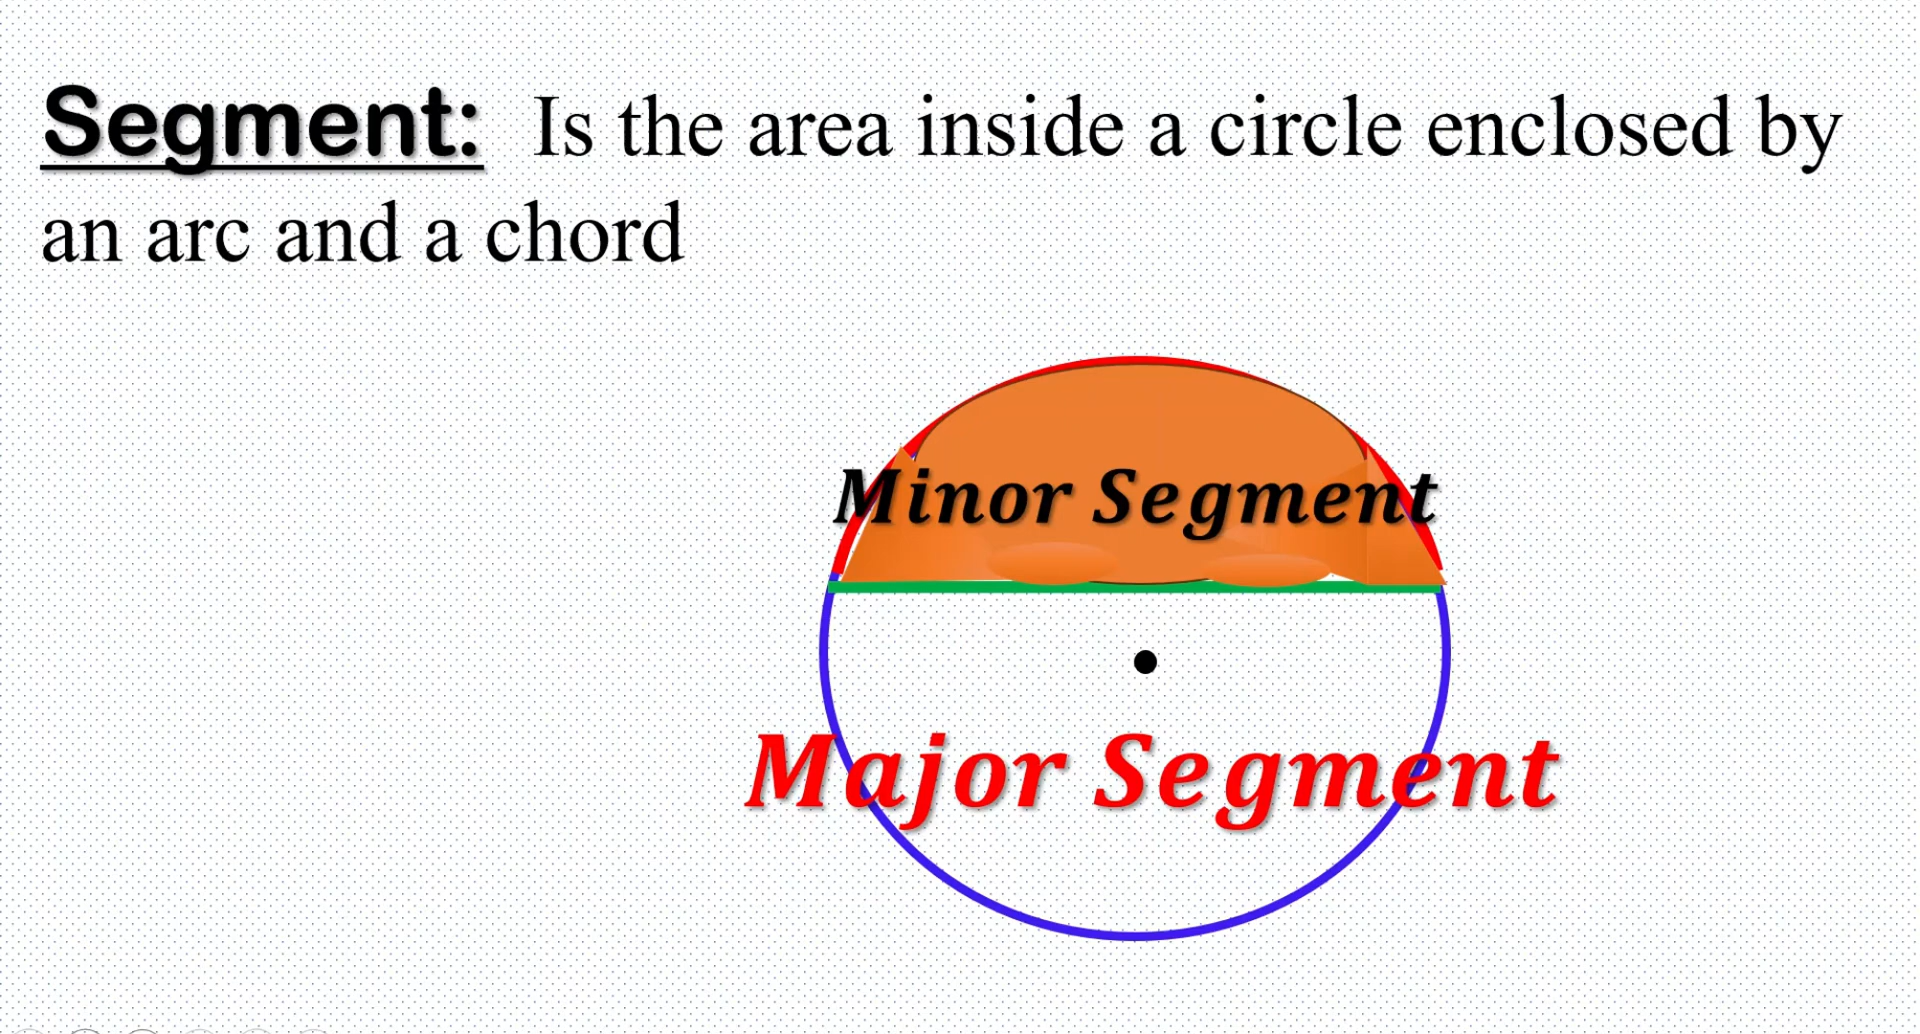 Segment: Is the area inside a circle enclosed by
an arc and a chord
Minor Segment
Major Segment